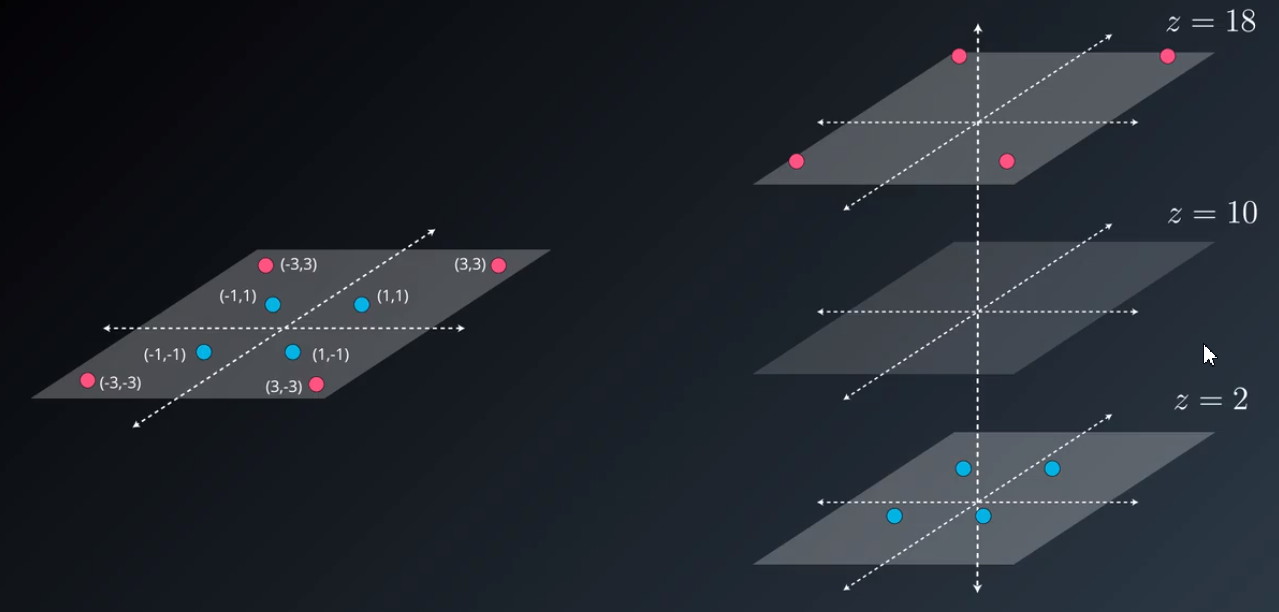 z = 18
z = 10
z = 2
(-3,3)
(3,3)
(-1,1)
(1,1)
(-1,-1)
(1,-1)
(-3,-3)
(3,-3)